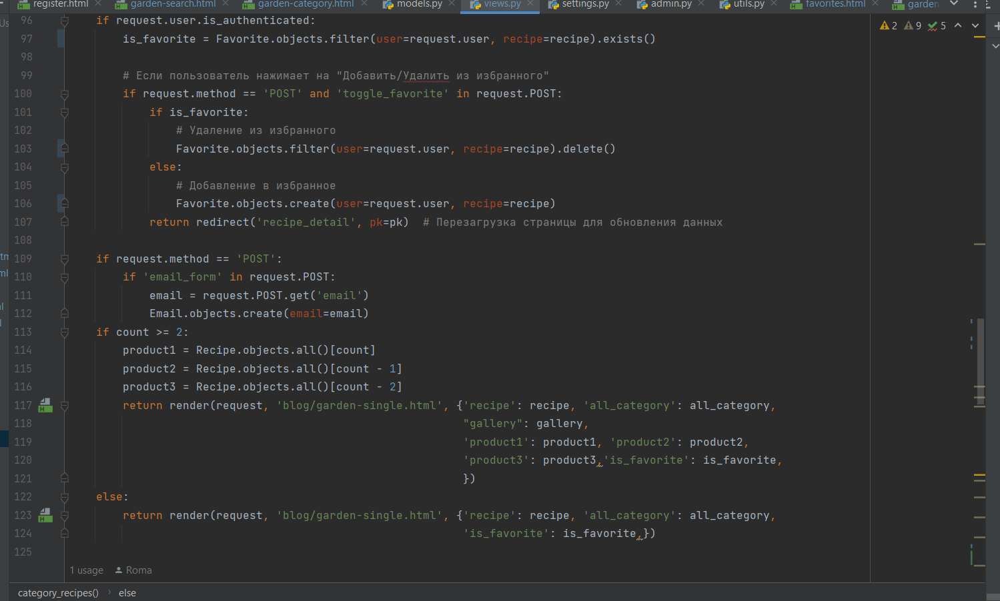 register.html garden-search.html garden-category.html models.py views.py settings.py admin.py utils.py favorites.html garden
96 if request.user.is_authenticated: 2 9 5
97 is_favorite = Favorite.objects.filter(user=request.user, recipe=recipe).exists()
98
99 # Если пользователь нажимает на "Добавить/Удалить из избранного"
100 if request.method == 'POST' and 'toggle_favorite' in request.POST:
101 if is_favorite:
102 # Удаление из избранного
103 Favorite.objects.filter(user=request.user, recipe=recipe).delete()
104 else:
105 # Добавление в избранное
106 Favorite.objects.create(user=request.user, recipe=recipe)
107 return redirect('recipe_detail', pk=pk) # Перезагрузка страницы для обновления данных
108
109 if request.method == 'POST':
110 if 'email_form' in request.POST:
111 email = request.POST.get('email')
112 Email.objects.create(email=email)
113 if count >= 2:
114 product1 = Recipe.objects.all()[count]
115 product2 = Recipe.objects.all()[count - 1]
116 product3 = Recipe.objects.all()[count - 2]
117 return render(request, 'blog/garden-single.html', {'recipe': recipe, 'all_category': all_category,
118 "gallery": gallery,
119 'product1': product1, 'product2': product2,
120 'product3': product3,'is_favorite': is_favorite,
121 })
122 else:
123 return render(request, 'blog/garden-single.html', {'recipe': recipe, 'all_category': all_category,
124 'is_favorite': is_favorite,})
125
1 usage Roma
category_recipes() › else